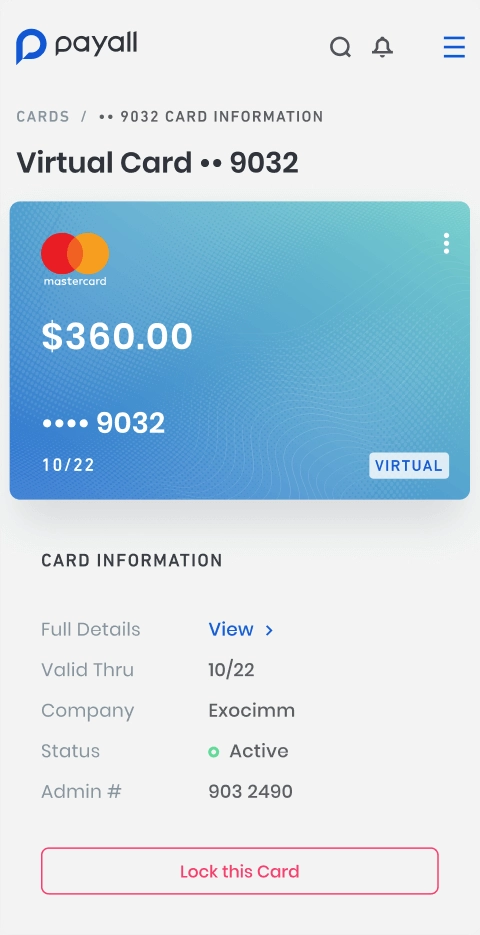 payall
CARDS / •• 9032 CARD INFORMATION
Virtual Card •• 9032
mastercard
$360.00
•••• 9032
10/22
VIRTUAL
CARD INFORMATION
Full Details View >
Valid Thru 10/22
Company Exocimm
Status Active
Admin # 903 2490
Lock this Card